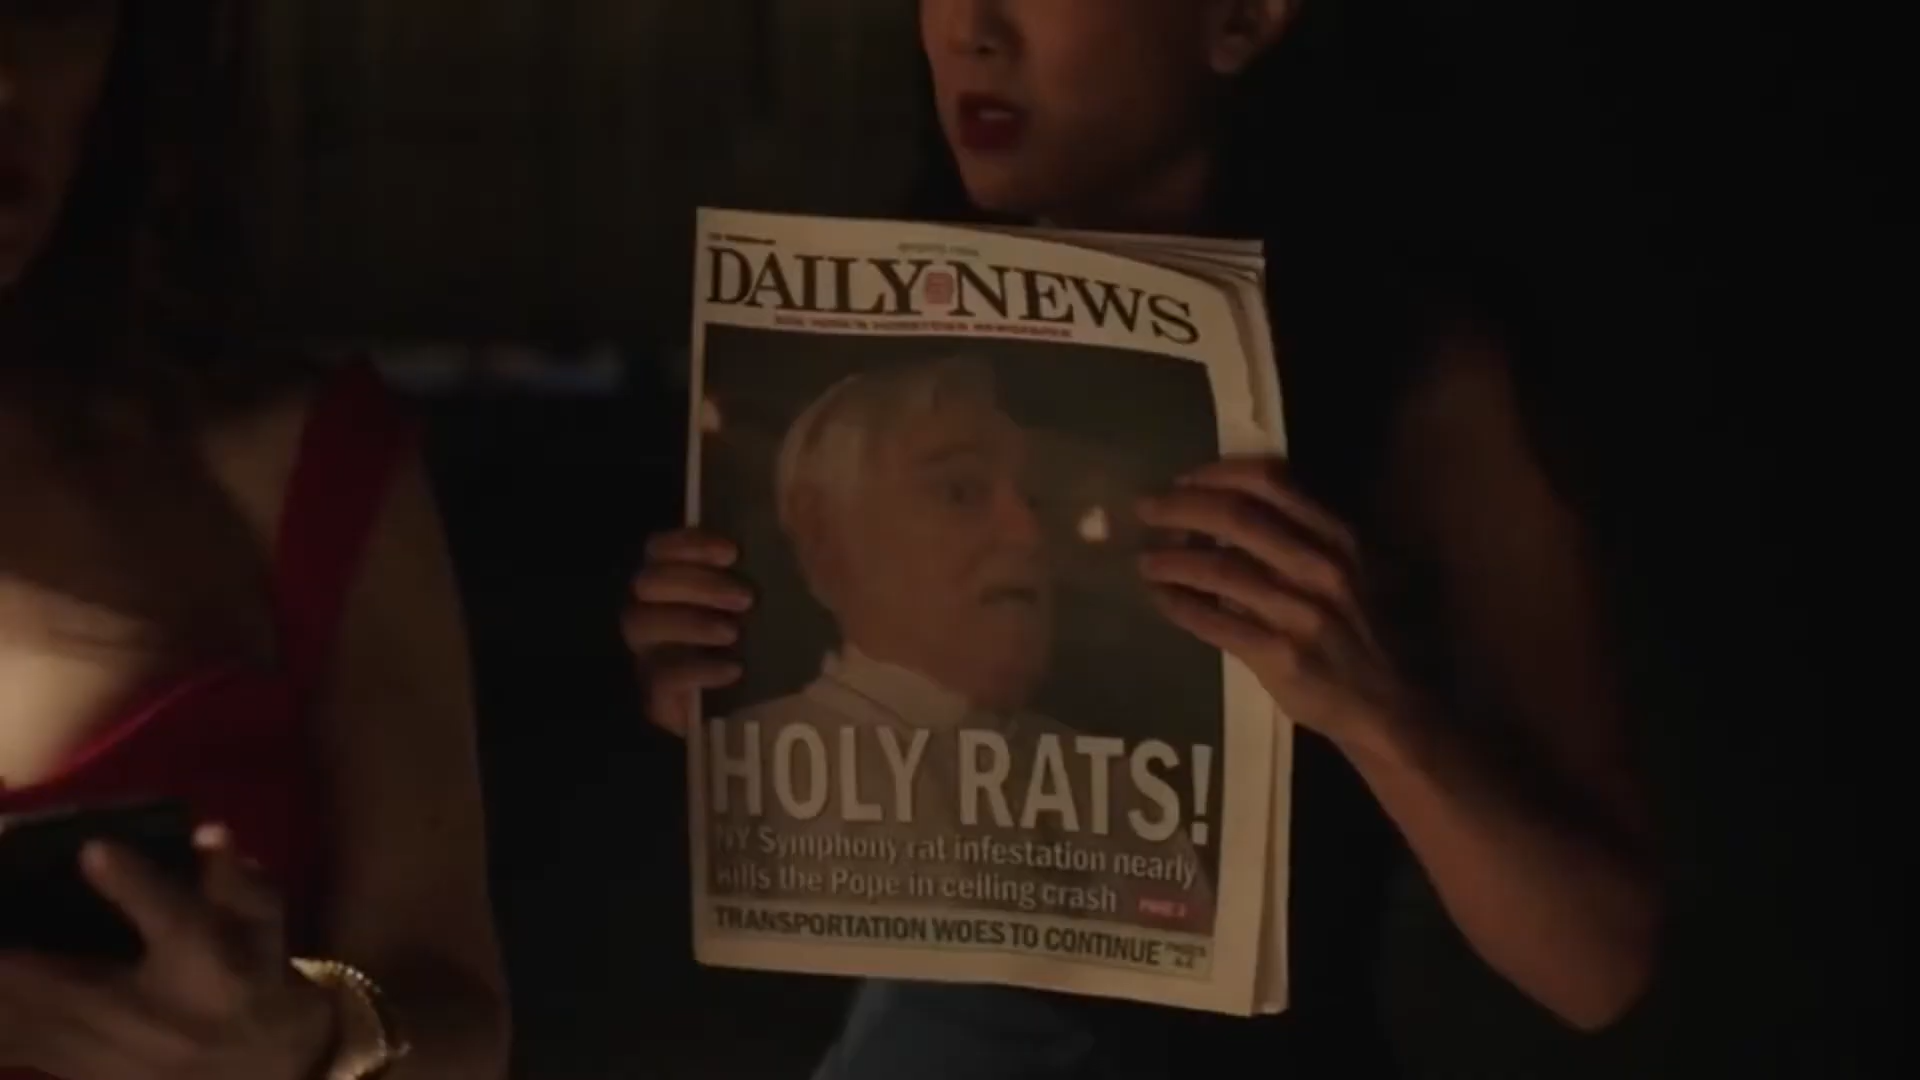 DAILY NEWS
HOLY RATS!
NY Symphony rat infestation nearly
kills the Pope in ceiling crash
TRANSPORTATION WOES TO CONTINUE